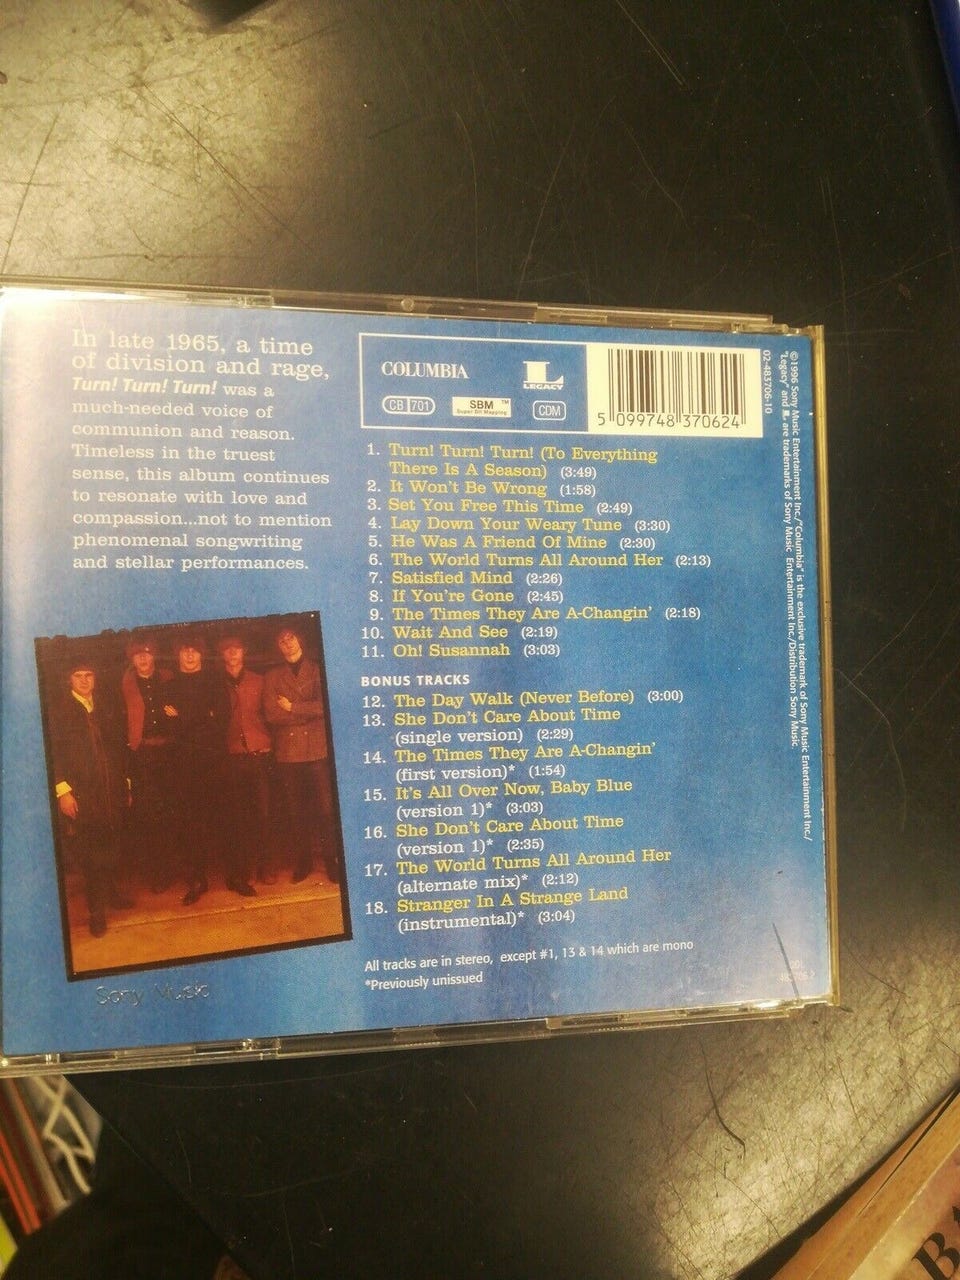 In late 1965, a time
of division and rage,
Turn! Turn! Turn! was a
much-needed voice of
communion and reason.
Timeless in the truest
sense, this album continues
to resonate with love and
compassion...not to mention
phenomenal songwriting
and stellar performances.
Sony Music
COLUMBIA
L
LEGACY
CB 701
SBM™
Super Bit Mapping
CDM
5 099748 370624
1. Turn! Turn! Turn! (To Everything
There Is A Season) (3:49)
2. It Won't Be Wrong (1:58)
3. Set You Free This Time (2:49)
4. Lay Down Your Weary Tune (3:30)
5. He Was A Friend Of Mine (2:30)
6. The World Turns All Around Her (2:13)
7. Satisfied Mind (2:26)
8. If You're Gone (2:45)
9. The Times They Are A-Changin' (2:18)
10. Wait And See (2:19)
11. Oh! Susannah (3:03)
BONUS TRACKS
12. The Day Walk (Never Before) (3:00)
13. She Don't Care About Time
(single version) (2:29)
14. The Times They Are A-Changin'
(first version)* (1:54)
15. It's All Over Now, Baby Blue
(version 1)* (3:03)
16. She Don't Care About Time
(version 1)* (2:35)
17. The World Turns All Around Her
(alternate mix)* (2:12)
18. Stranger In A Strange Land
(instrumental)* (3:04)
All tracks are in stereo, except #1, 13 & 14 which are mono
*Previously unissued
©1996 Sony Music Entertainment Inc./"Columbia" is the exclusive trademark of Sony Music Entertainment Inc./
"Legacy" and L are trademarks of Sony Music Entertainment Inc./Distribution Sony Music.
02-483706-10